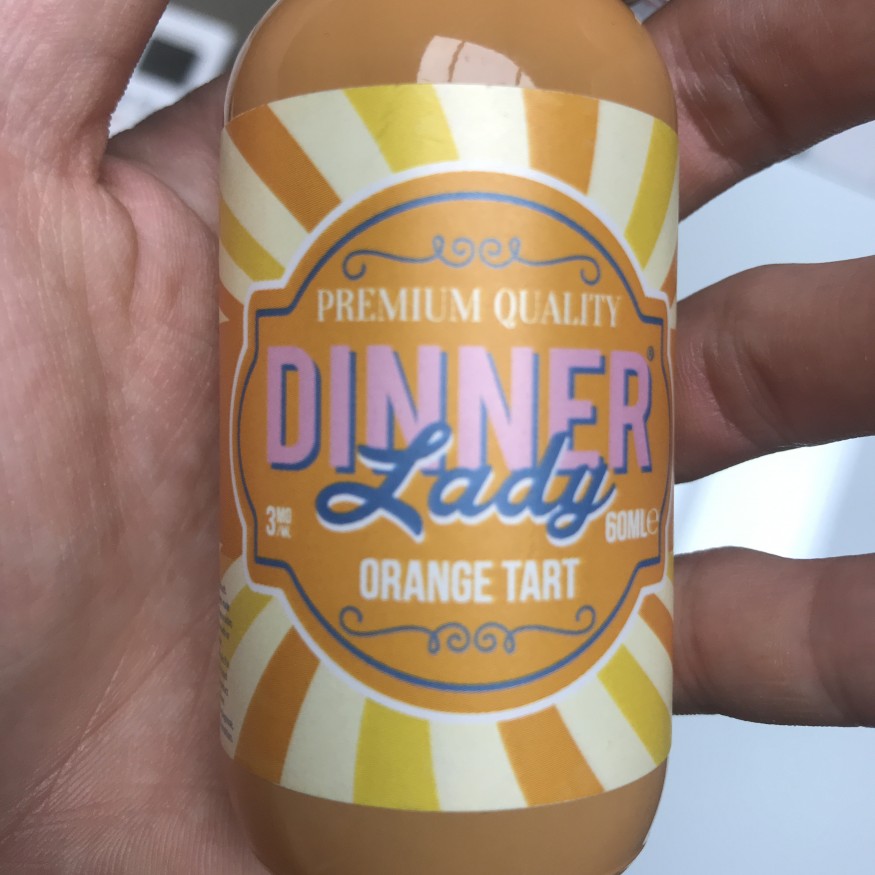 PREMIUM QUALITY
DINNER®
Lady
3MG/ML
60ML℮
ORANGE TART